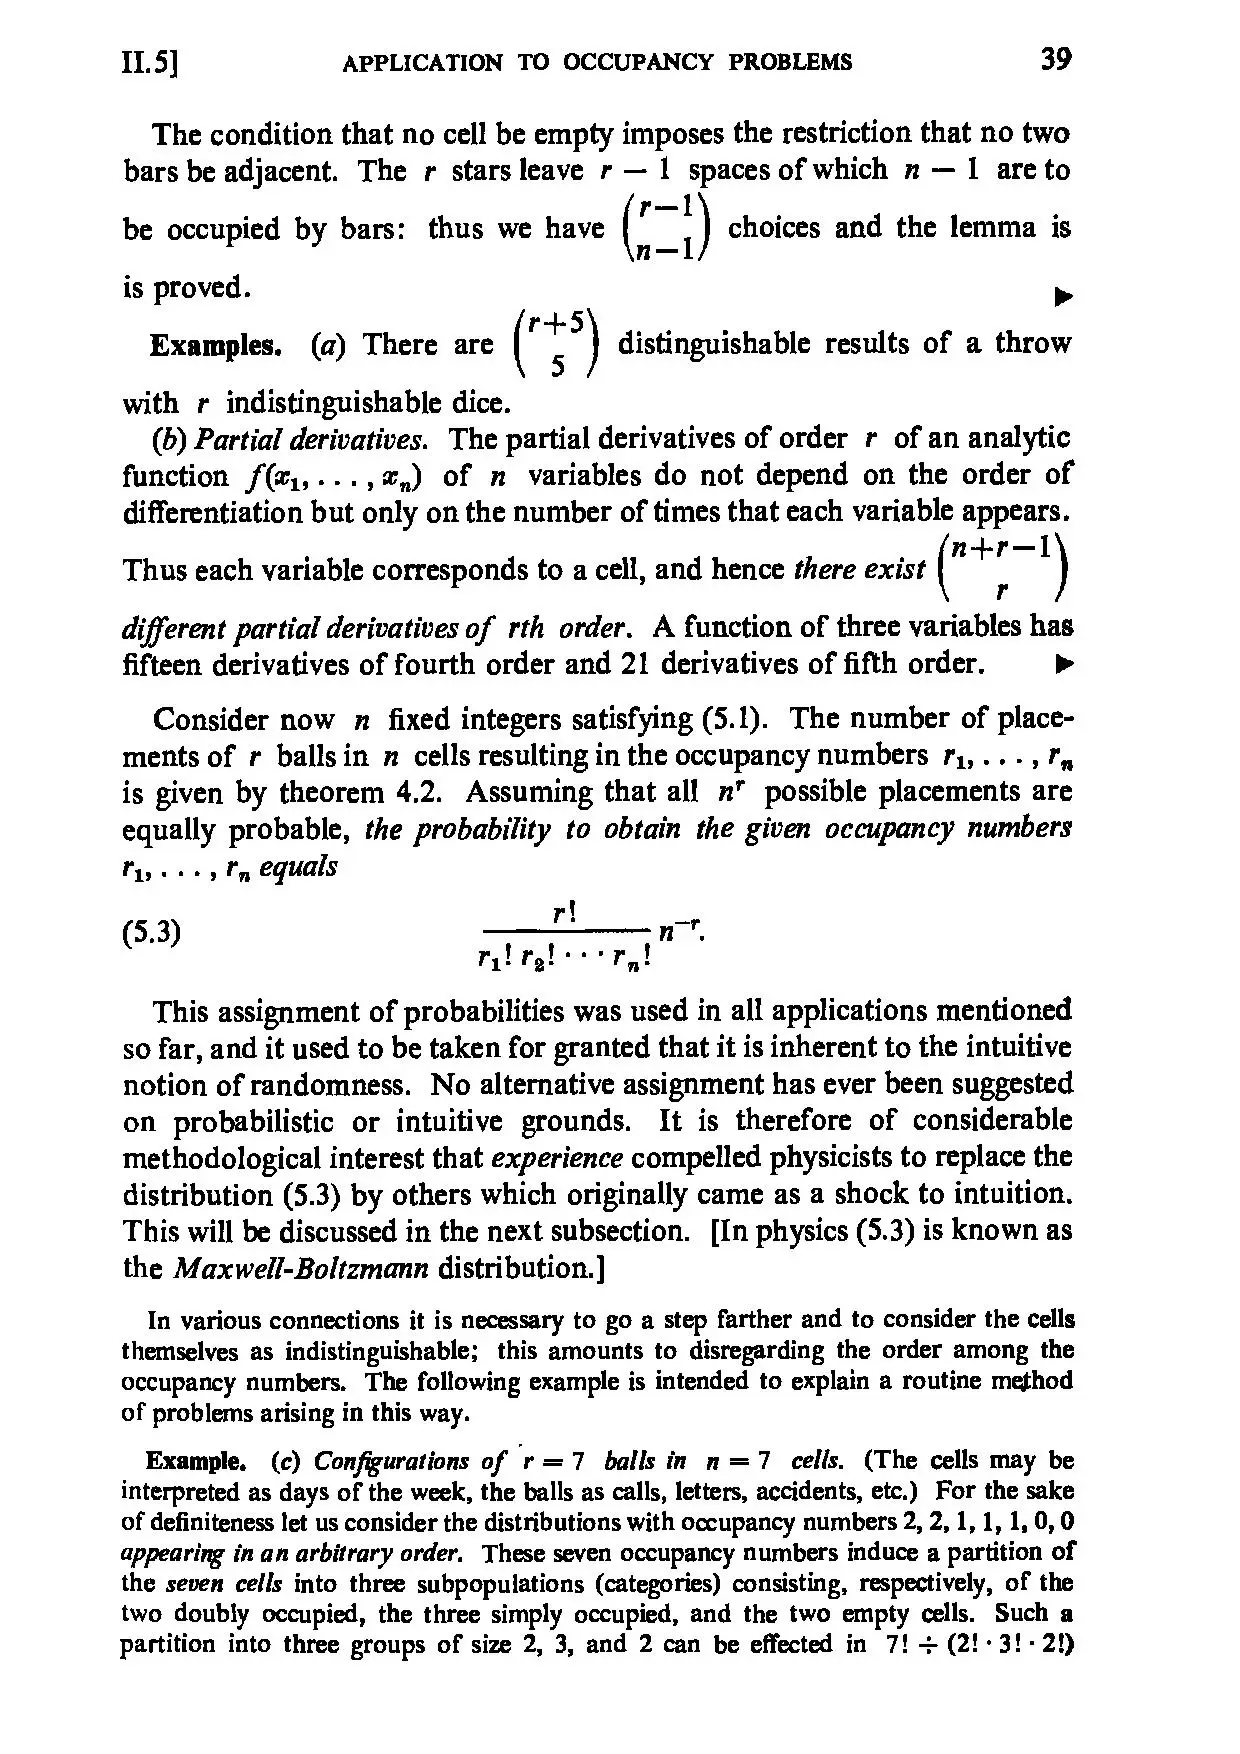 II.5] APPLICATION TO OCCUPANCY PROBLEMS 39
The condition that no cell be empty imposes the restriction that no two
bars be adjacent. The r stars leave r − 1 spaces of which n − 1 are to
be occupied by bars: thus we have \binom{r−1}{n−1} choices and the lemma is
is proved. ►
Examples. (a) There are \binom{r+5}{5} distinguishable results of a throw
with r indistinguishable dice.
(b) Partial derivatives. The partial derivatives of order r of an analytic
function f(x₁, . . . , xₙ) of n variables do not depend on the order of
differentiation but only on the number of times that each variable appears.
Thus each variable corresponds to a cell, and hence there exist \binom{n+r−1}{r}
different partial derivatives of rth order. A function of three variables has
fifteen derivatives of fourth order and 21 derivatives of fifth order. ►
Consider now n fixed integers satisfying (5.1). The number of place-
ments of r balls in n cells resulting in the occupancy numbers r₁, . . . , rₙ
is given by theorem 4.2. Assuming that all nʳ possible placements are
equally probable, the probability to obtain the given occupancy numbers
r₁, . . . , rₙ equals
(5.3) \frac{r!}{r₁! r₂! · · · rₙ!} n⁻ʳ.
This assignment of probabilities was used in all applications mentioned
so far, and it used to be taken for granted that it is inherent to the intuitive
notion of randomness. No alternative assignment has ever been suggested
on probabilistic or intuitive grounds. It is therefore of considerable
methodological interest that experience compelled physicists to replace the
distribution (5.3) by others which originally came as a shock to intuition.
This will be discussed in the next subsection. [In physics (5.3) is known as
the Maxwell-Boltzmann distribution.]
In various connections it is necessary to go a step farther and to consider the cells
themselves as indistinguishable; this amounts to disregarding the order among the
occupancy numbers. The following example is intended to explain a routine method
of problems arising in this way.
Example. (c) Configurations of r = 7 balls in n = 7 cells. (The cells may be
interpreted as days of the week, the balls as calls, letters, accidents, etc.) For the sake
of definiteness let us consider the distributions with occupancy numbers 2, 2, 1, 1, 1, 0, 0
appearing in an arbitrary order. These seven occupancy numbers induce a partition of
the seven cells into three subpopulations (categories) consisting, respectively, of the
two doubly occupied, the three simply occupied, and the two empty cells. Such a
partition into three groups of size 2, 3, and 2 can be effected in 7! ÷ (2! · 3! · 2!)